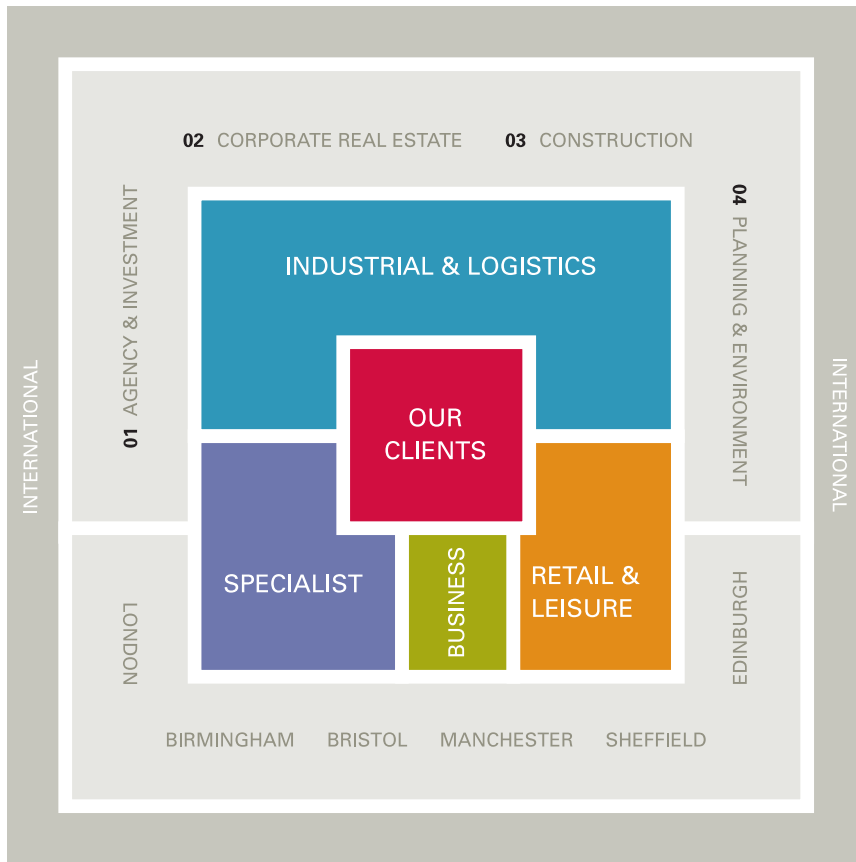 02 CORPORATE REAL ESTATE
03 CONSTRUCTION
01 AGENCY & INVESTMENT
04 PLANNING & ENVIRONMENT
INTERNATIONAL
INTERNATIONAL
INDUSTRIAL & LOGISTICS
OUR
CLIENTS
SPECIALIST
BUSINESS
RETAIL &
LEISURE
LONDON
EDINBURGH
BIRMINGHAM
BRISTOL
MANCHESTER
SHEFFIELD